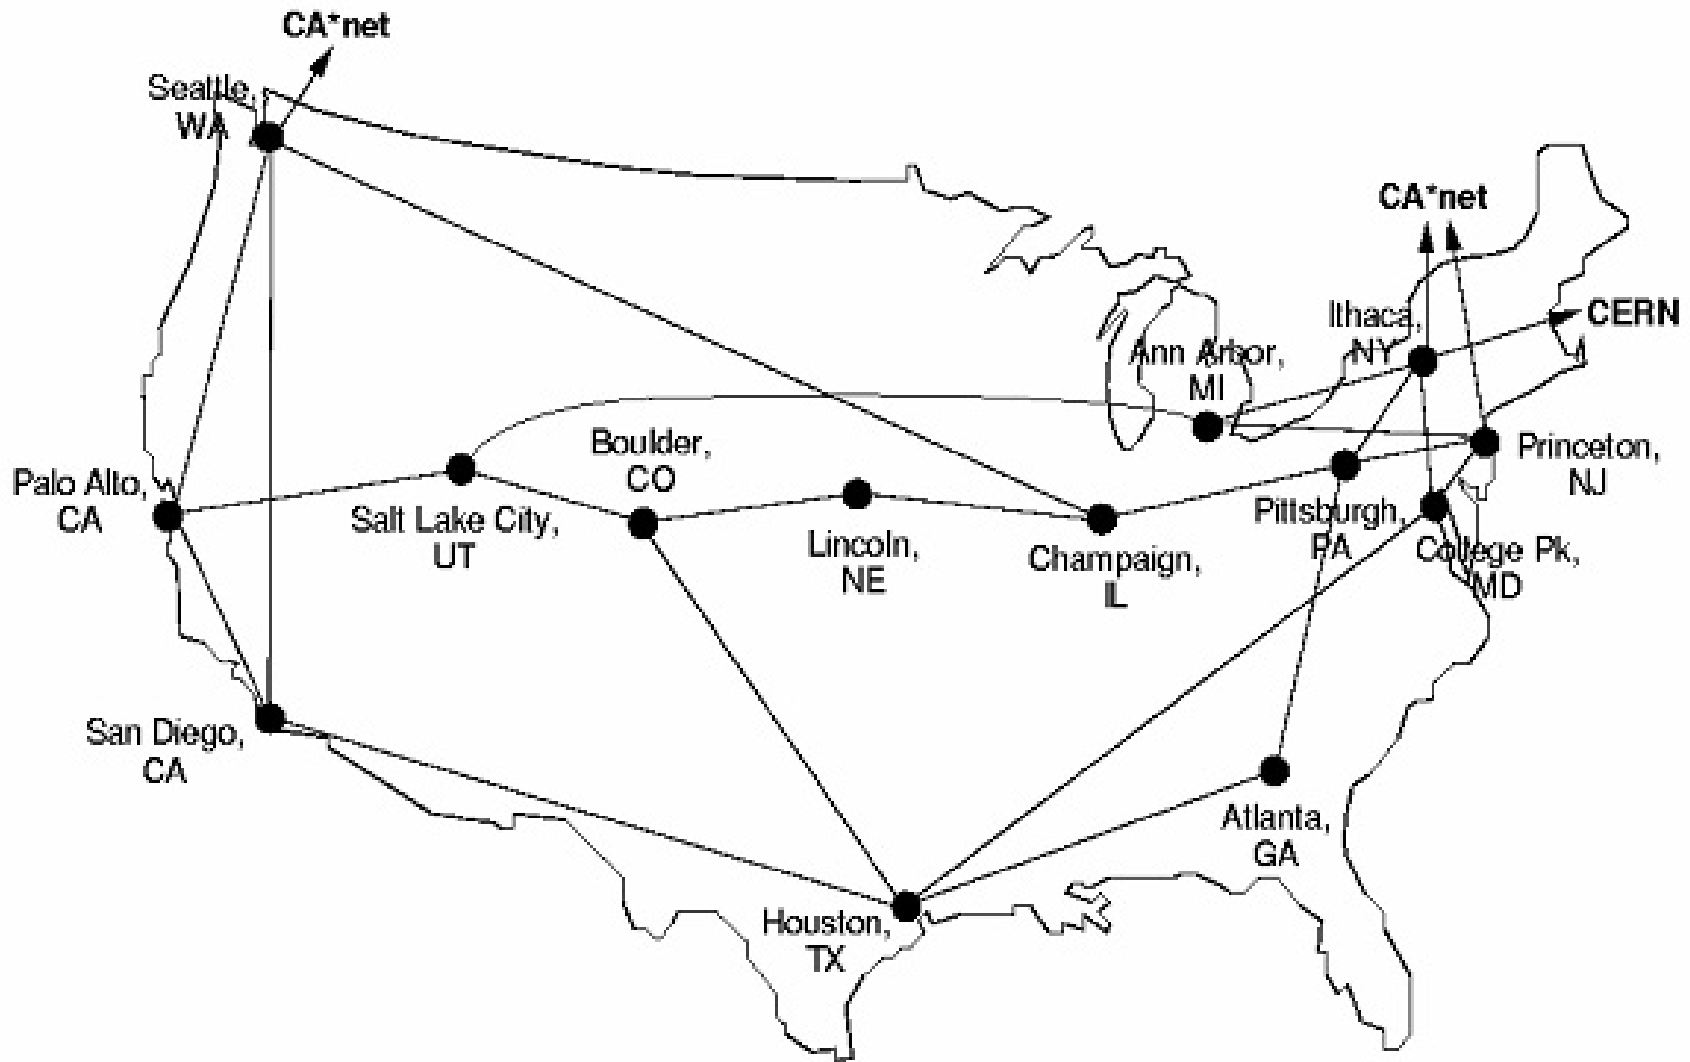 CA*net
Seattle,
WA
CA*net
Ithaca,
NY
CERN
Ann Arbor,
MI
Boulder,
CO
Princeton,
NJ
Palo Alto,
CA
Salt Lake City,
UT
Lincoln,
NE
Champaign,
IL
Pittsburgh,
PA
College Pk,
MD
San Diego,
CA
Atlanta,
GA
Houston,
TX